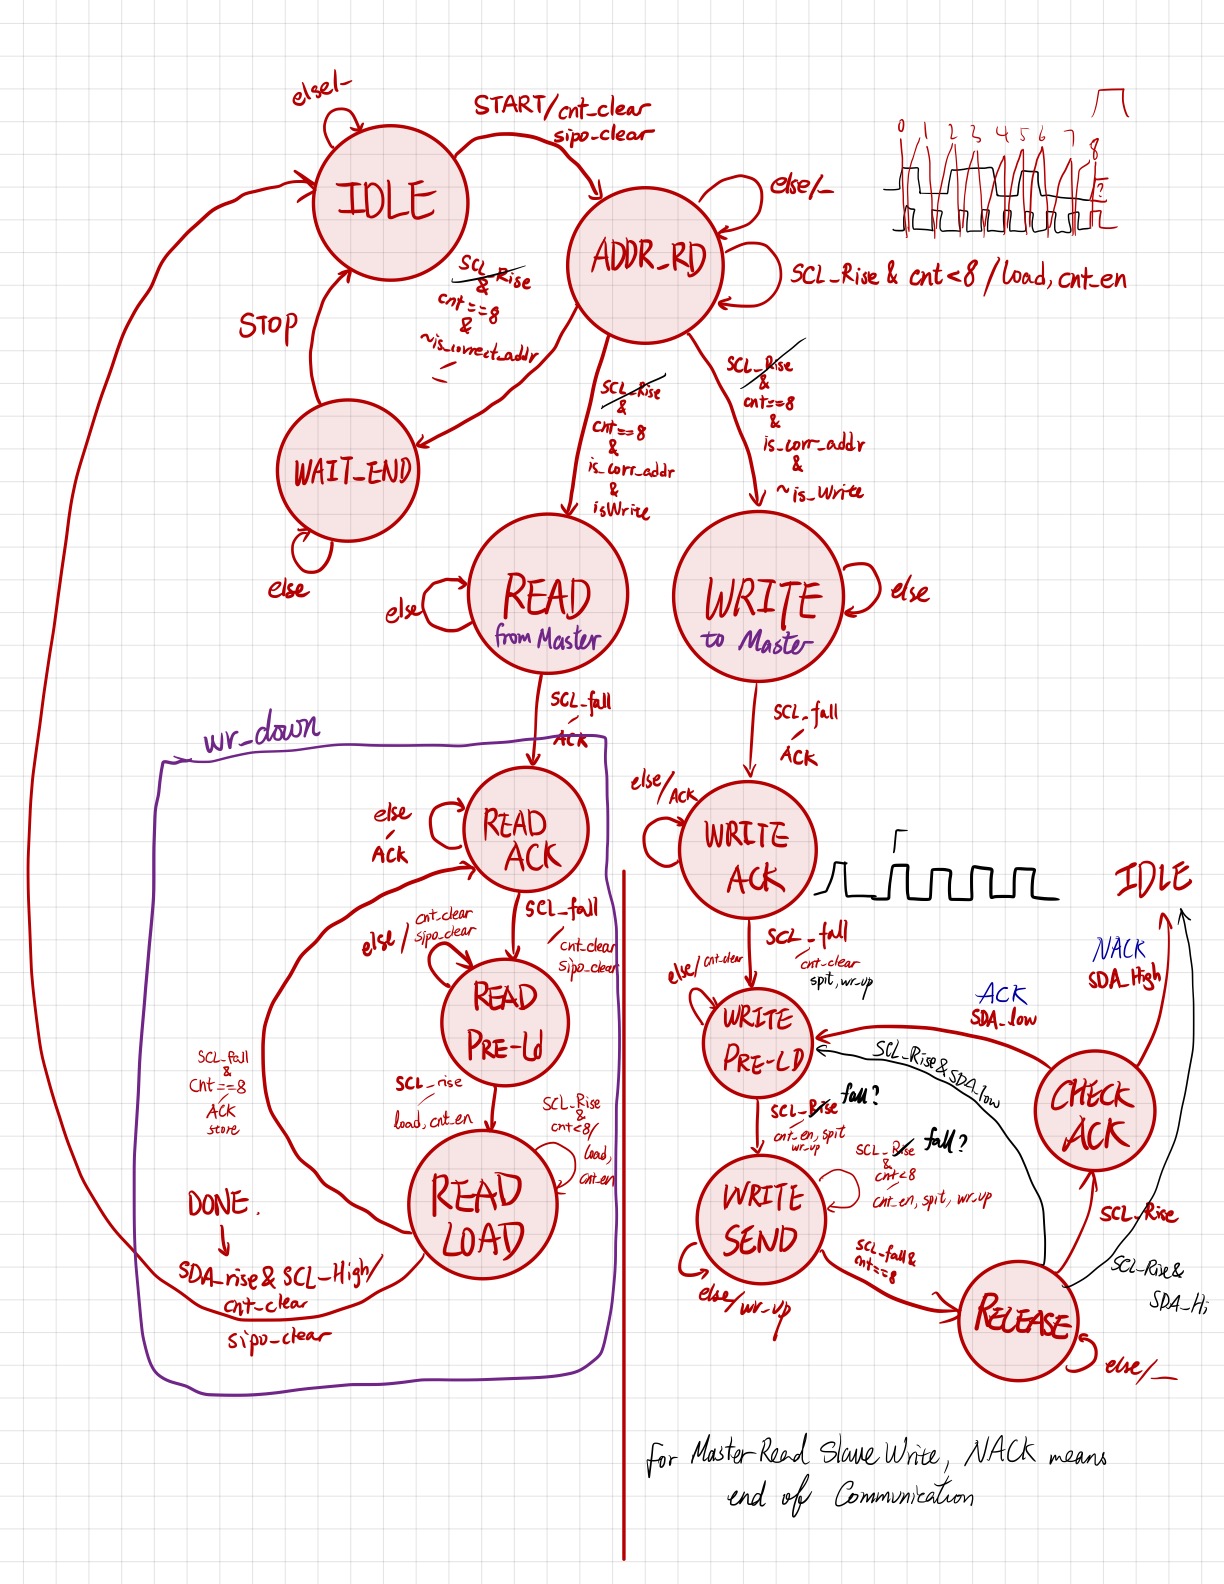 else/-
START/cnt_clear
sipo_clear
IDLE
0 1 2 3 4 5 6 7 8
?
else/_
ADDR_RD
SCL_Rise & cnt<8 / load, cnt_en
SCL_Rise
&
cnt==8
&
~is_correct_addr
-
STOP
SCL_Rise
&
cnt==8
&
is_corr_addr
&
isWrite
SCL_Rise
&
cnt==8
&
is_corr_addr
&
~is_Write
WAIT_END
else
READ
from Master
else
WRITE
to Master
else
SCL_fall
/
ACK
SCL_fall
/
ACK
wr_down
READ
ACK
else
/
ACK
else/ACK
WRITE
ACK
SCL_fall
/ cnt_clear
sipo_clear
else/cnt_clear
sipo_clear
READ
PRE-Ld
SCL_fall
/
cnt_clear
spit, wr_up
else/cnt_clear
WRITE
PRE-LD
IDLE
NACK
SDA_High
ACK
SDA_low
SCL_Rise&SDA_low
CHECK
ACK
SCL_fall
&
Cnt==8
/
ACK
store
SCL_rise
/
load, cnt_en
SCL_Rise
&
cnt<8/
load,
cnt_en
READ
LOAD
SCL_Rise fall?
/
cnt_en, spit
wr_up
SCL_Rise fall?
&
cnt<8
/
cnt_en, spit, wr_up
WRITE
SEND
else/wr_up
SCL_fall&
cnt==8
SCL_Rise
SCL_Rise&
SDA_Hi
RELEASE
else/_
DONE.
SDA_rise & SCL_High/
cnt_clear
sipo_clear
for Master Read Slave Write, NACK means
end of Communication